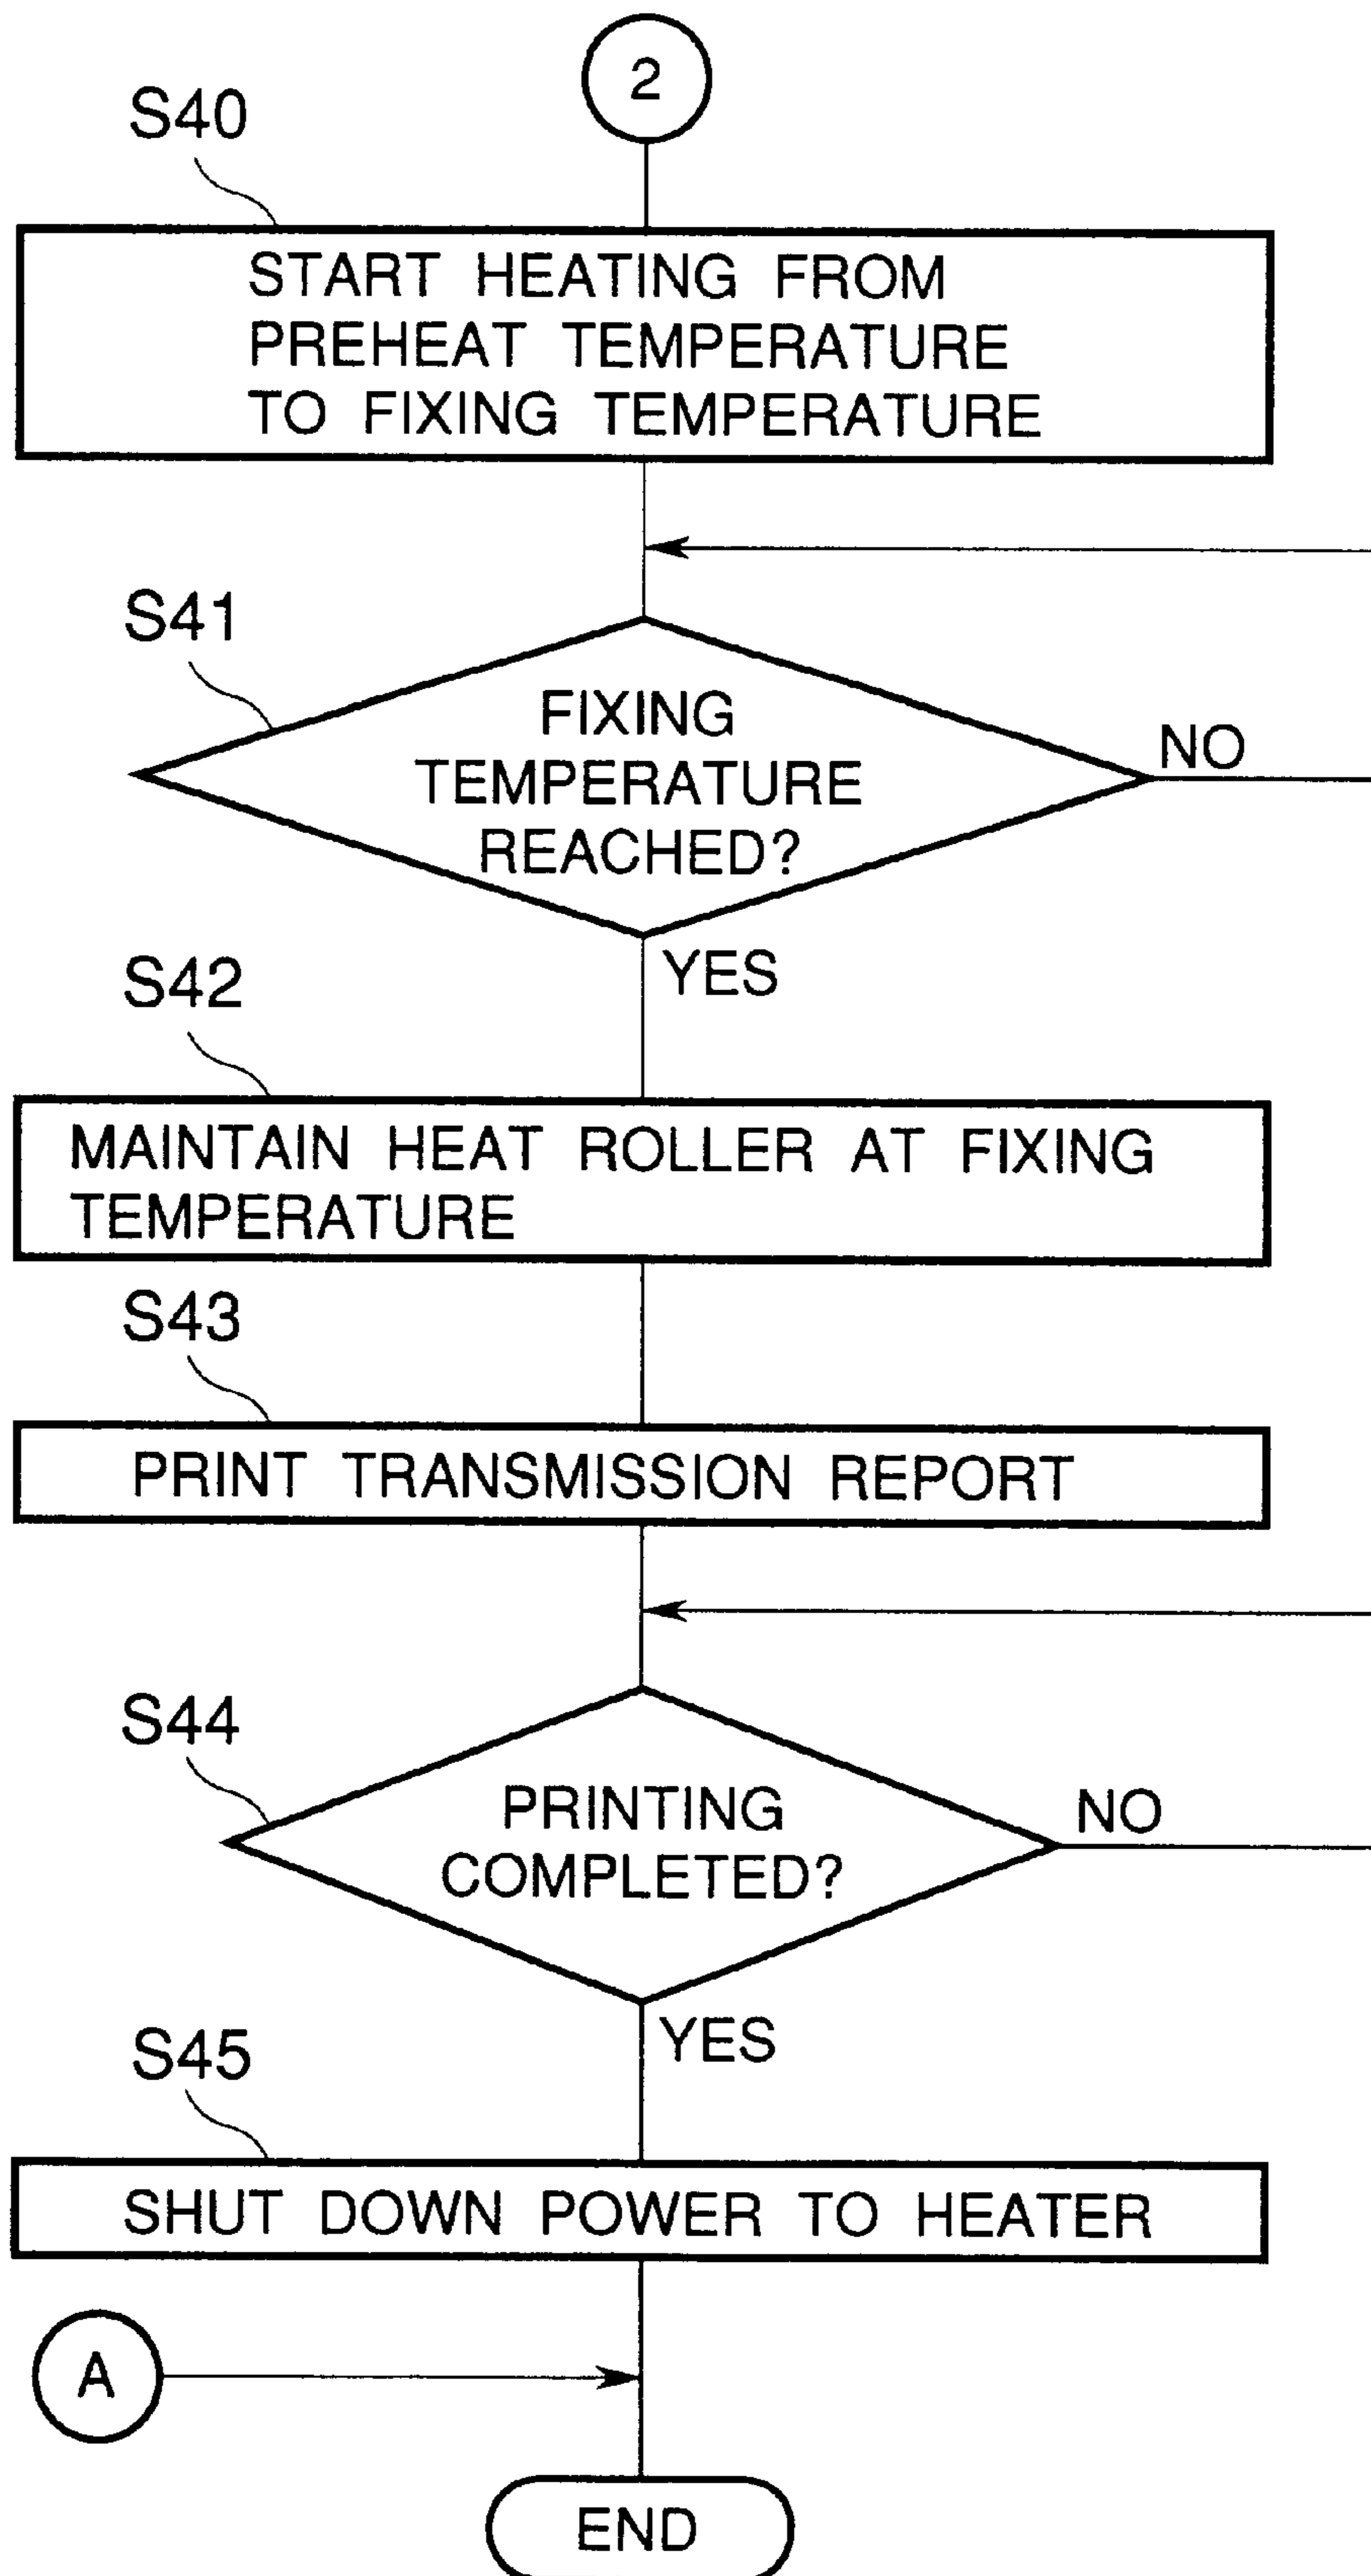 2
S40
START HEATING FROM
PREHEAT TEMPERATURE
TO FIXING TEMPERATURE
S41
FIXING
TEMPERATURE
REACHED?
NO
YES
S42
MAINTAIN HEAT ROLLER AT FIXING
TEMPERATURE
S43
PRINT TRANSMISSION REPORT
S44
PRINTING
COMPLETED?
NO
YES
S45
SHUT DOWN POWER TO HEATER
A
END